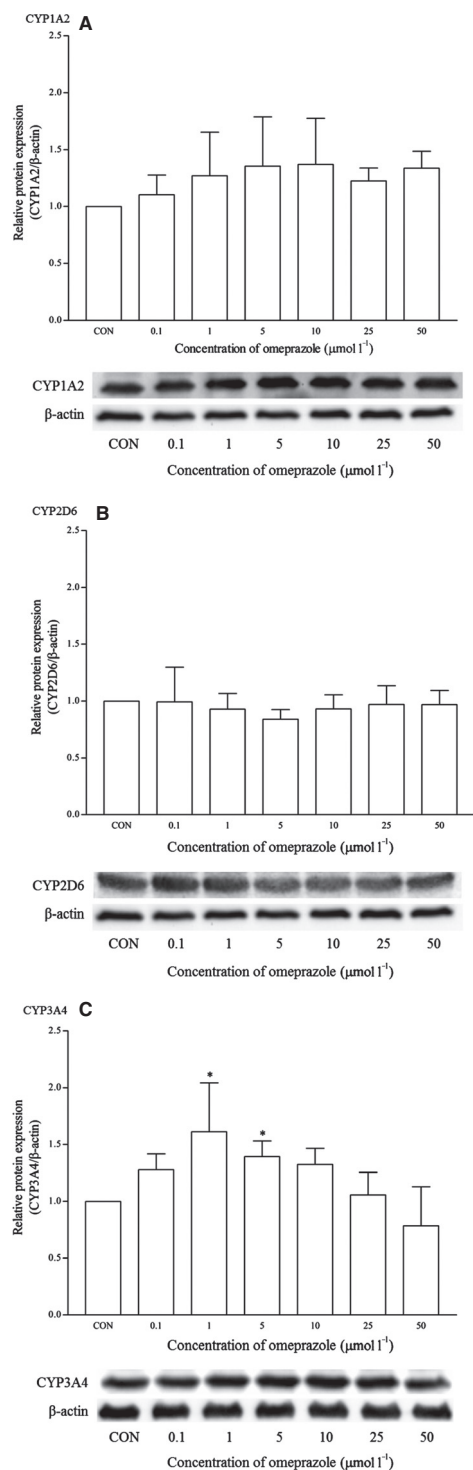 CYP1A2 A
Relative protein expression
(CYP1A2/β-actin)
2.5
2.0
1.5
1.0
0.5
0.0
CON 0.1 1 5 10 25 50
Concentration of omeprazole (μmol l⁻¹)
CYP1A2
β-actin
CON 0.1 1 5 10 25 50
Concentration of omeprazole (μmol l⁻¹)
CYP2D6 B
Relative protein expression
(CYP2D6/β-actin)
2.5
2.0
1.5
1.0
0.5
0.0
CON 0.1 1 5 10 25 50
Concentration of omeprazole (μmol l⁻¹)
CYP2D6
β-actin
CON 0.1 1 5 10 25 50
Concentration of omeprazole (μmol l⁻¹)
CYP3A4 C
Relative protein expression
(CYP3A4/β-actin)
2.5
2.0
1.5
1.0
0.5
0.0
* *
CON 0.1 1 5 10 25 50
Concentration of omeprazole (μmol l⁻¹)
CYP3A4
β-actin
CON 0.1 1 5 10 25 50
Concentration of omeprazole (μmol l⁻¹)